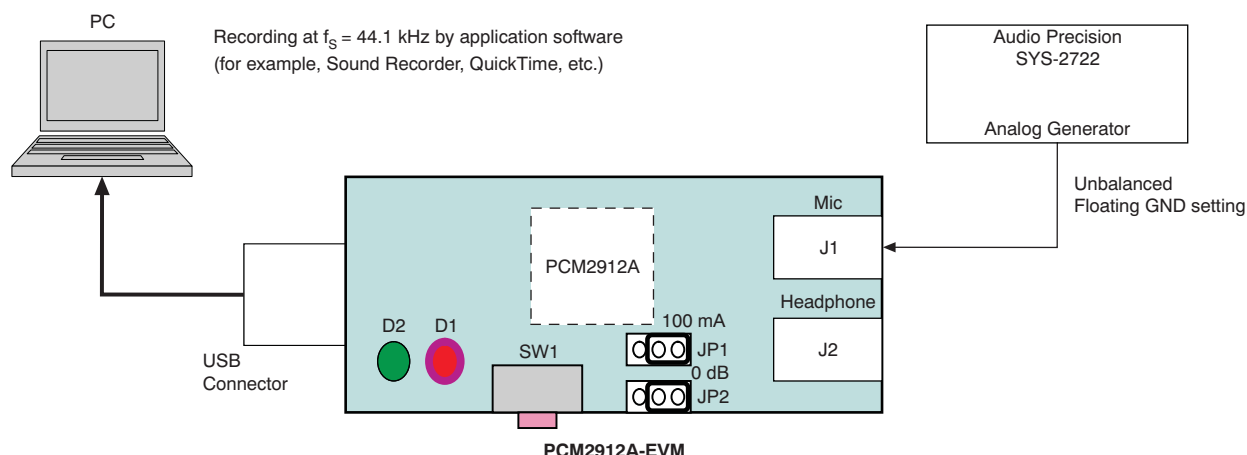 PC
Recording at fS = 44.1 kHz by application software
(for example, Sound Recorder, QuickTime, etc.)
Audio Precision
SYS-2722
Analog Generator
Unbalanced
Floating GND setting
Mic
J1
PCM2912A
Headphone
J2
100 mA
JP1
0 dB
JP2
D2
D1
SW1
USB
Connector
PCM2912A-EVM